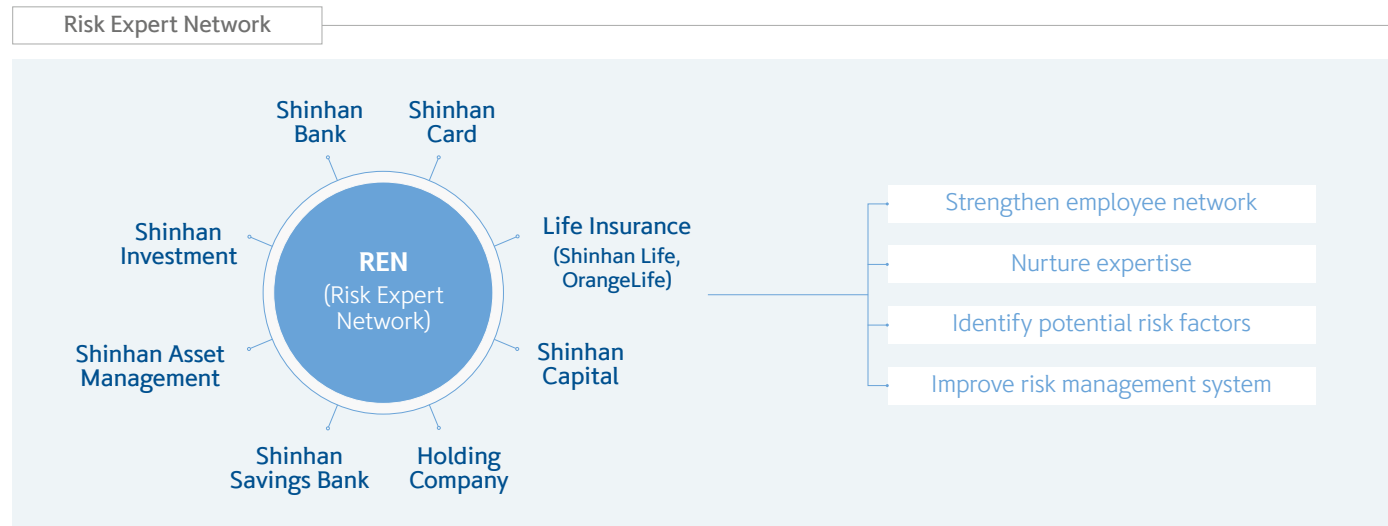 Risk Expert Network
Shinhan
Bank
Shinhan
Card
Shinhan
Investment
REN
(Risk Expert
Network)
Life Insurance
(Shinhan Life,
OrangeLife)
Shinhan Asset
Management
Shinhan
Capital
Shinhan
Savings Bank
Holding
Company
Strengthen employee network
Nurture expertise
Identify potential risk factors
Improve risk management system